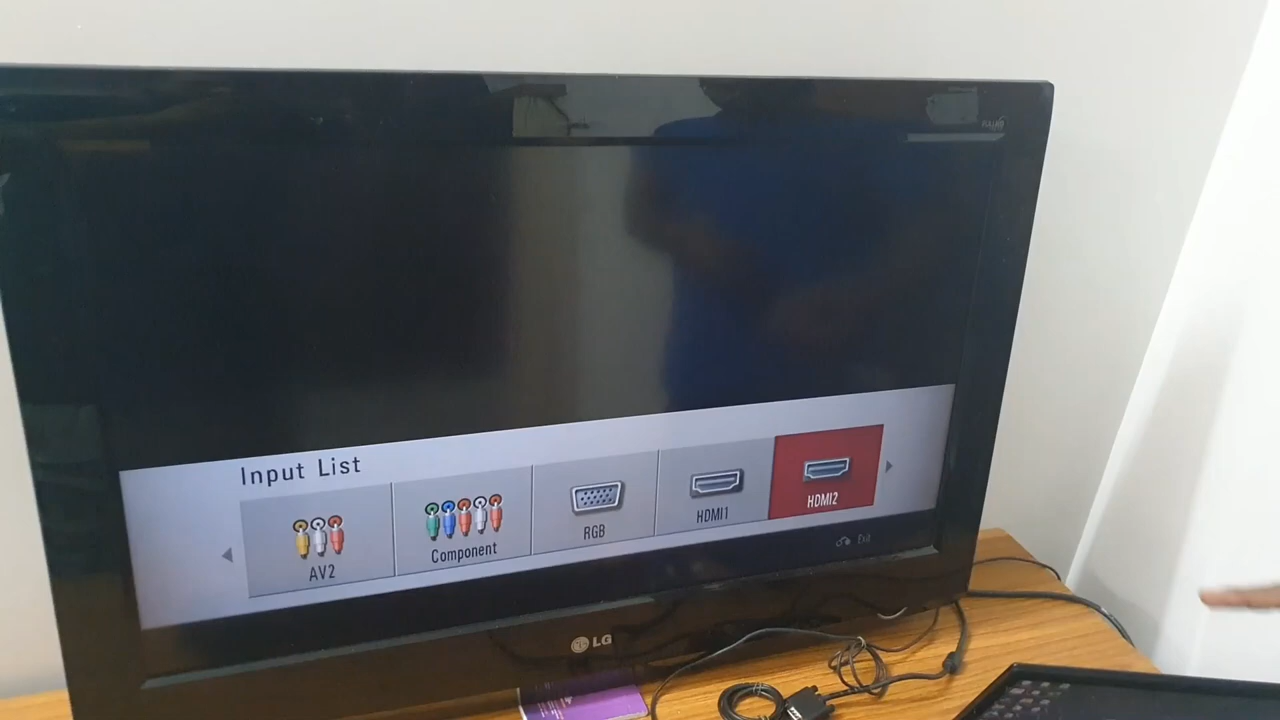 Input List
AV2
Component
RGB
HDMI1
HDMI2
Exit
LG